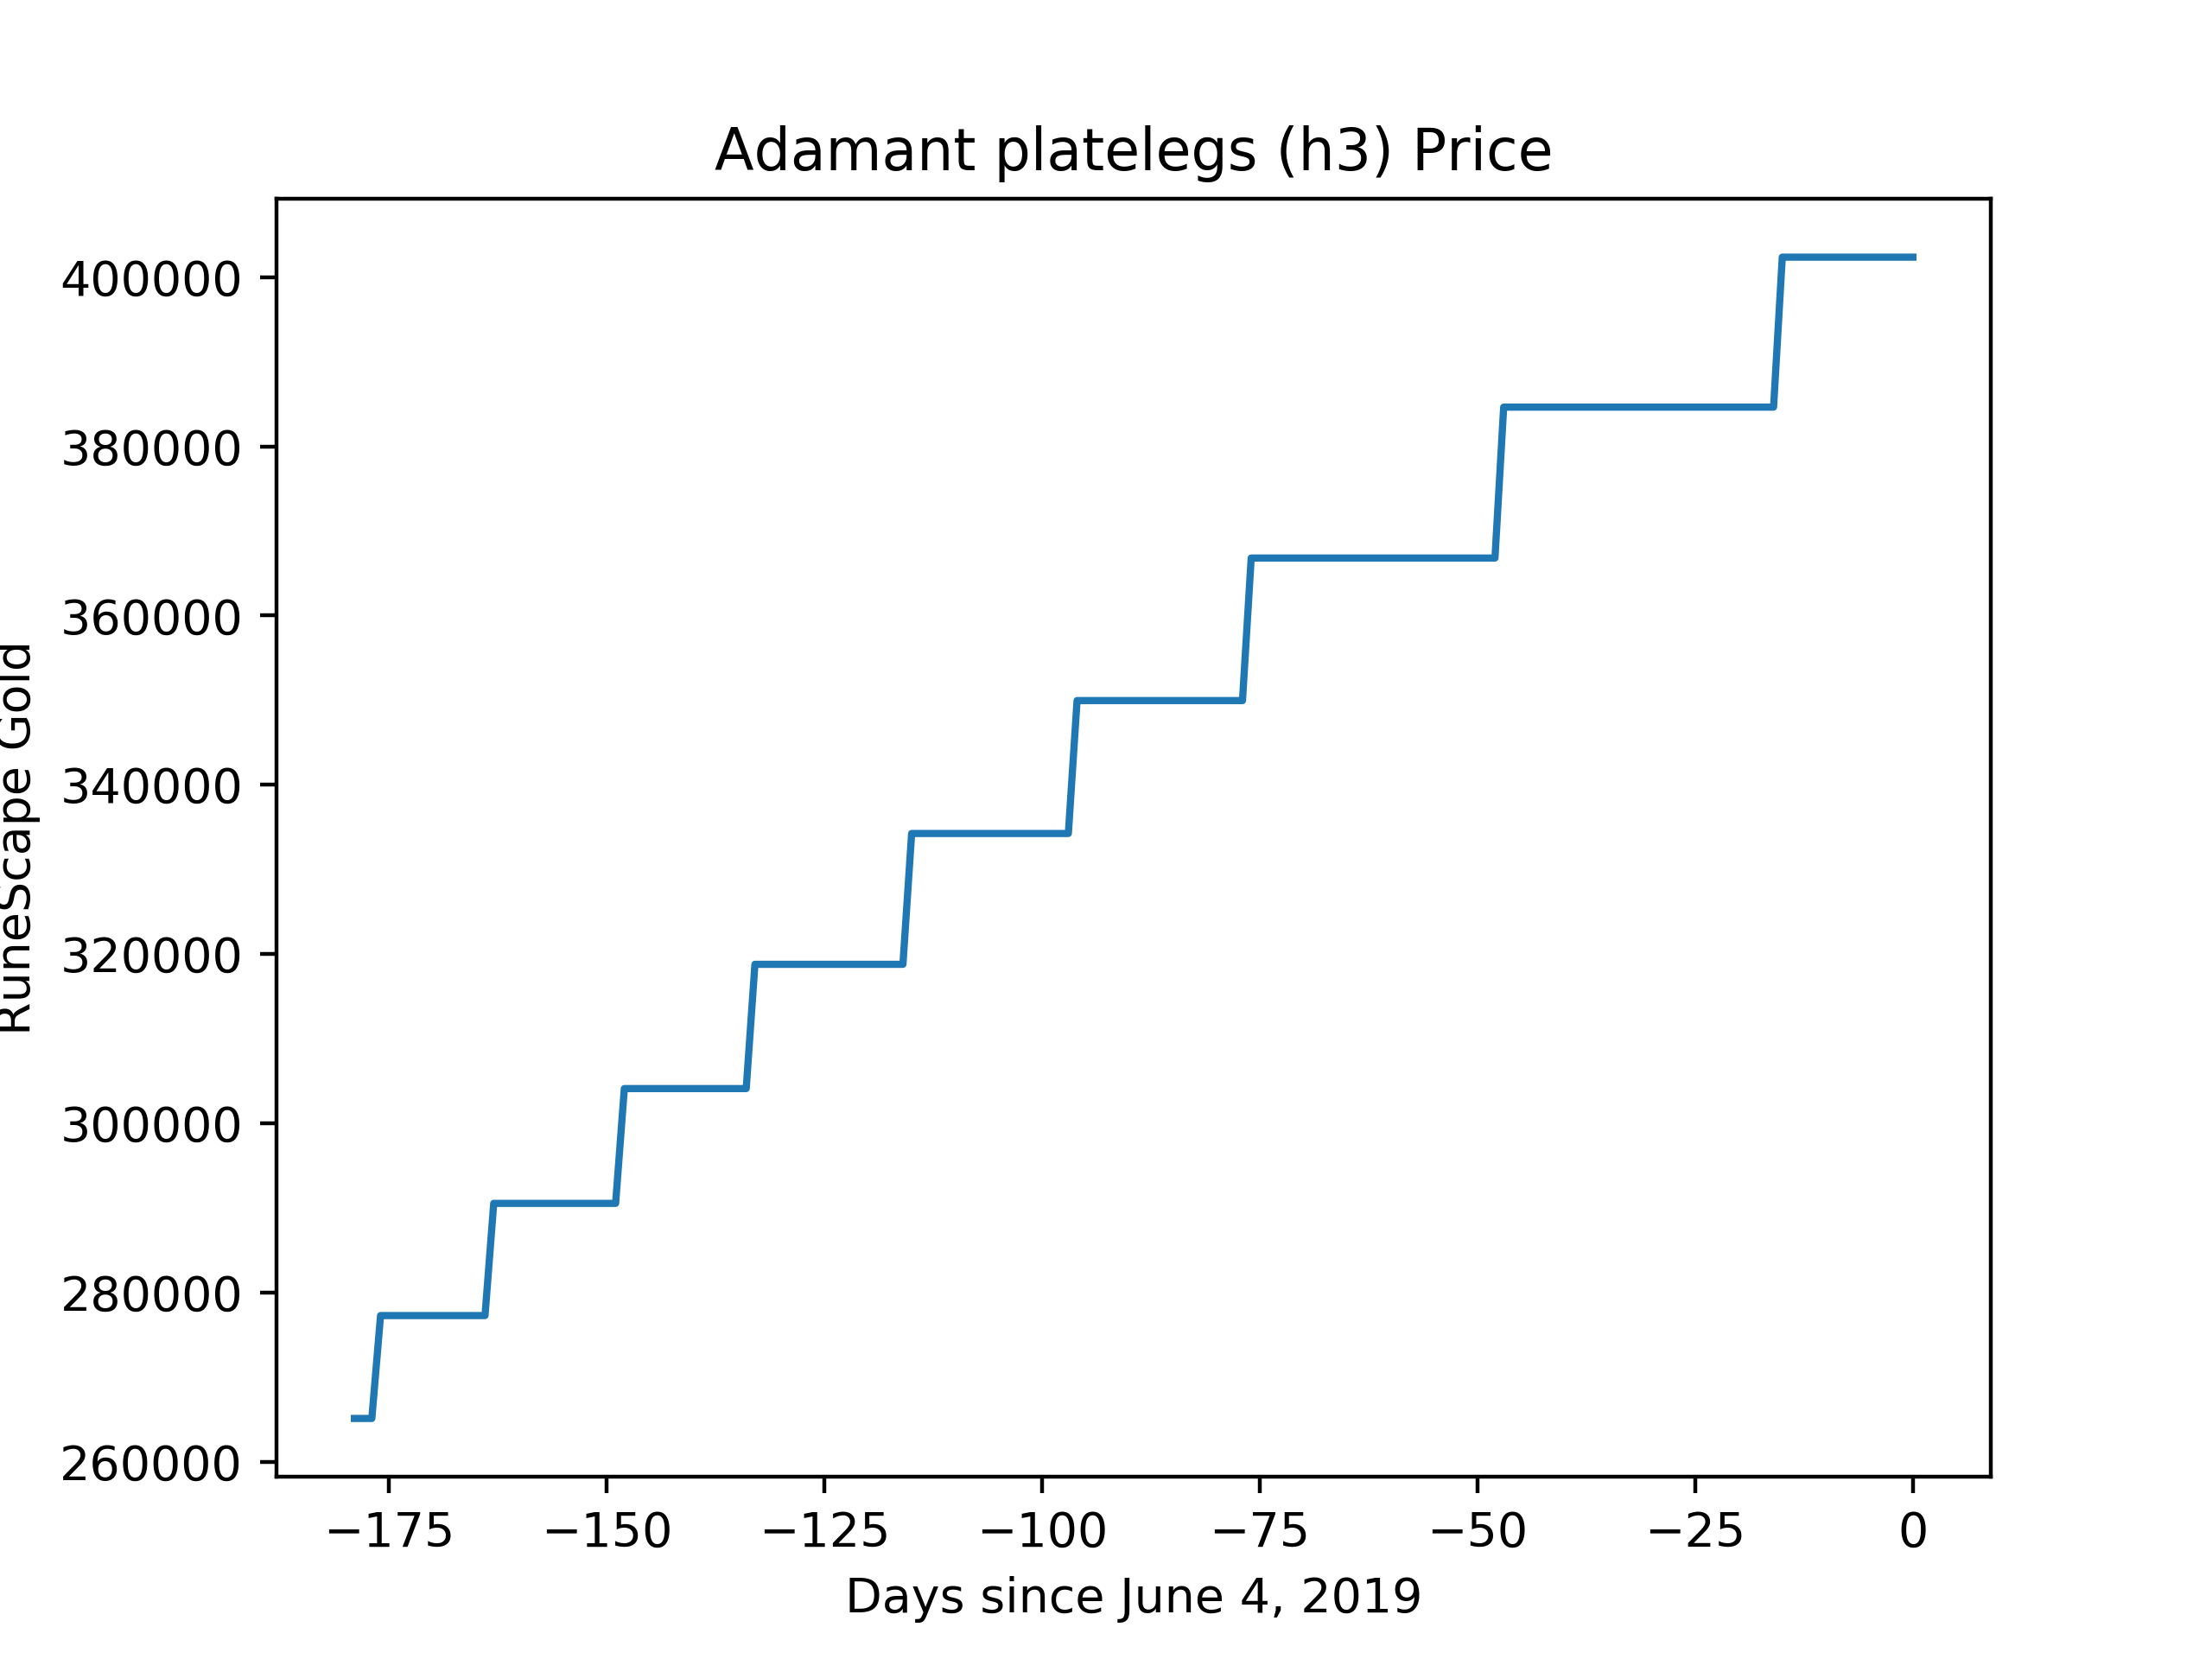 Adamant platelegs (h3) Price
400000
380000
360000
340000
320000
300000
280000
260000
RuneScape Gold
−175 −150 −125 −100 −75 −50 −25 0
Days since June 4, 2019